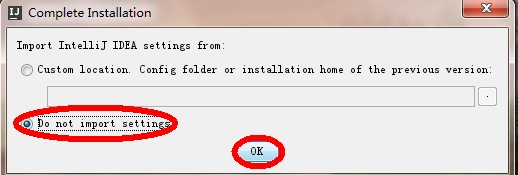 IJ Complete Installation
Import IntelliJ IDEA settings from:
Custom location. Config folder or installation home of the previous version:
.
Do not import settings
OK